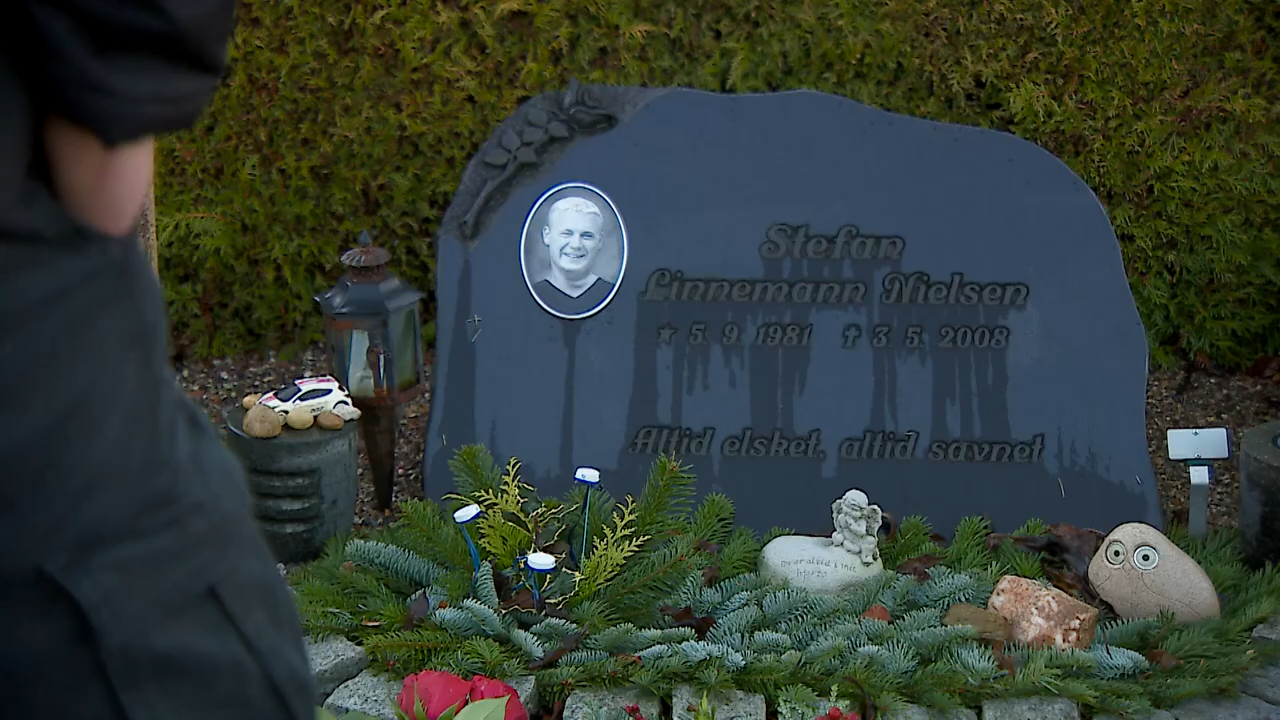 Stefan
Linnemann Nielsen
★ 5. 9. 1981 ✝ 3. 5. 2008
Altid elsket, altid savnet